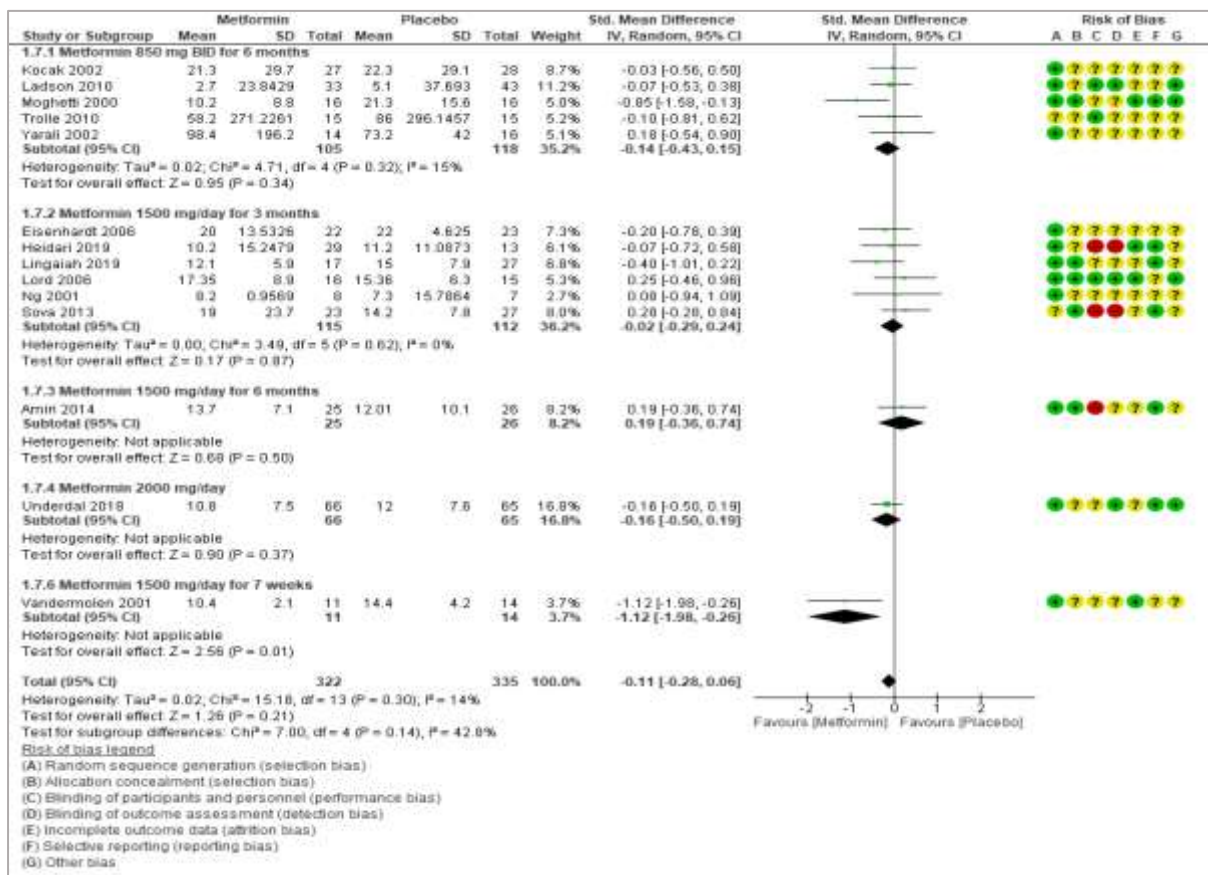 Metformin Placebo Std. Mean Difference Std. Mean Difference Risk of Bias
Study or Subgroup Mean SD Total Mean SD Total Weight IV, Random, 95% CI IV, Random, 95% CI A B C D E F G
1.7.1 Metformin 850 mg BID for 6 months
Kocak 2002 21.3 29.7 27 22.3 29.1 28 8.7% -0.03 [-0.56, 0.50] + ? ? ? ? ? ?
Ladson 2010 2.7 23.8429 33 5.1 37.693 43 11.2% -0.07 [-0.53, 0.38]
Moghetti 2000 10.2 8.8 16 21.3 15.6 16 5.0% -0.85 [-1.58, -0.13]
Trolle 2010 58.2 271.2261 15 86 296.1457 15 5.2% -0.10 [-0.81, 0.62]
Yarali 2002 98.4 196.2 14 73.2 42 16 5.1% 0.18 [-0.54, 0.90] + ? ? ? ? ? ?
Subtotal (95% CI) 105 118 35.2% -0.14 [-0.43, 0.15]
Heterogeneity: Tau² = 0.02; Chi² = 4.71, df = 4 (P = 0.32); I² = 15%
Test for overall effect: Z = 0.95 (P = 0.34)
1.7.2 Metformin 1500 mg/day for 3 months
Eisenhardt 2006 20 13.5326 22 22 4.625 23 7.3% -0.20 [-0.78, 0.39]
Heidari 2019 10.2 15.2479 29 11.2 11.0873 13 6.1% -0.07 [-0.72, 0.58]
Lingaiah 2019 12.1 5.9 17 15 7.9 27 6.8% -0.40 [-1.01, 0.22]
Lord 2006 17.35 8.9 16 15.36 6.3 15 5.3% 0.25 [-0.46, 0.96]
Ng 2001 8.2 0.9569 8 7.3 15.7864 7 2.7% 0.08 [-0.94, 1.09]
Sova 2013 19 23.7 23 14.2 7.8 27 8.0% 0.28 [-0.28, 0.84]
Subtotal (95% CI) 115 112 36.2% -0.02 [-0.29, 0.24]
Heterogeneity: Tau² = 0.00; Chi² = 3.49, df = 5 (P = 0.62); I² = 0%
Test for overall effect: Z = 0.17 (P = 0.87)
1.7.3 Metformin 1500 mg/day for 6 months
Amiri 2014 13.7 7.1 25 12.01 10.1 26 8.2% 0.19 [-0.36, 0.74]
Subtotal (95% CI) 25 26 8.2% 0.19 [-0.36, 0.74]
Heterogeneity: Not applicable
Test for overall effect: Z = 0.68 (P = 0.50)
1.7.4 Metformin 2000 mg/day
Underdal 2018 10.8 7.5 66 12 7.6 65 16.8% -0.16 [-0.50, 0.19]
Subtotal (95% CI) 66 65 16.8% -0.16 [-0.50, 0.19]
Heterogeneity: Not applicable
Test for overall effect: Z = 0.90 (P = 0.37)
1.7.6 Metformin 1500 mg/day for 7 weeks
Vandermolen 2001 10.4 2.1 11 14.4 4.2 14 3.7% -1.12 [-1.98, -0.26] + ? ? ? + ? ?
Subtotal (95% CI) 11 14 3.7% -1.12 [-1.98, -0.26]
Heterogeneity: Not applicable
Test for overall effect: Z = 2.56 (P = 0.01)
Total (95% CI) 322 335 100.0% -0.11 [-0.28, 0.06]
Heterogeneity: Tau² = 0.02; Chi² = 15.18, df = 13 (P = 0.30); I² = 14%
Test for overall effect: Z = 1.26 (P = 0.21)
Test for subgroup differences: Chi² = 7.00, df = 4 (P = 0.14), I² = 42.8%
-2 -1 0 1 2
Favours [Metformin] Favours [Placebo]
Risk of bias legend
(A) Random sequence generation (selection bias)
(B) Allocation concealment (selection bias)
(C) Blinding of participants and personnel (performance bias)
(D) Blinding of outcome assessment (detection bias)
(E) Incomplete outcome data (attrition bias)
(F) Selective reporting (reporting bias)
(G) Other bias